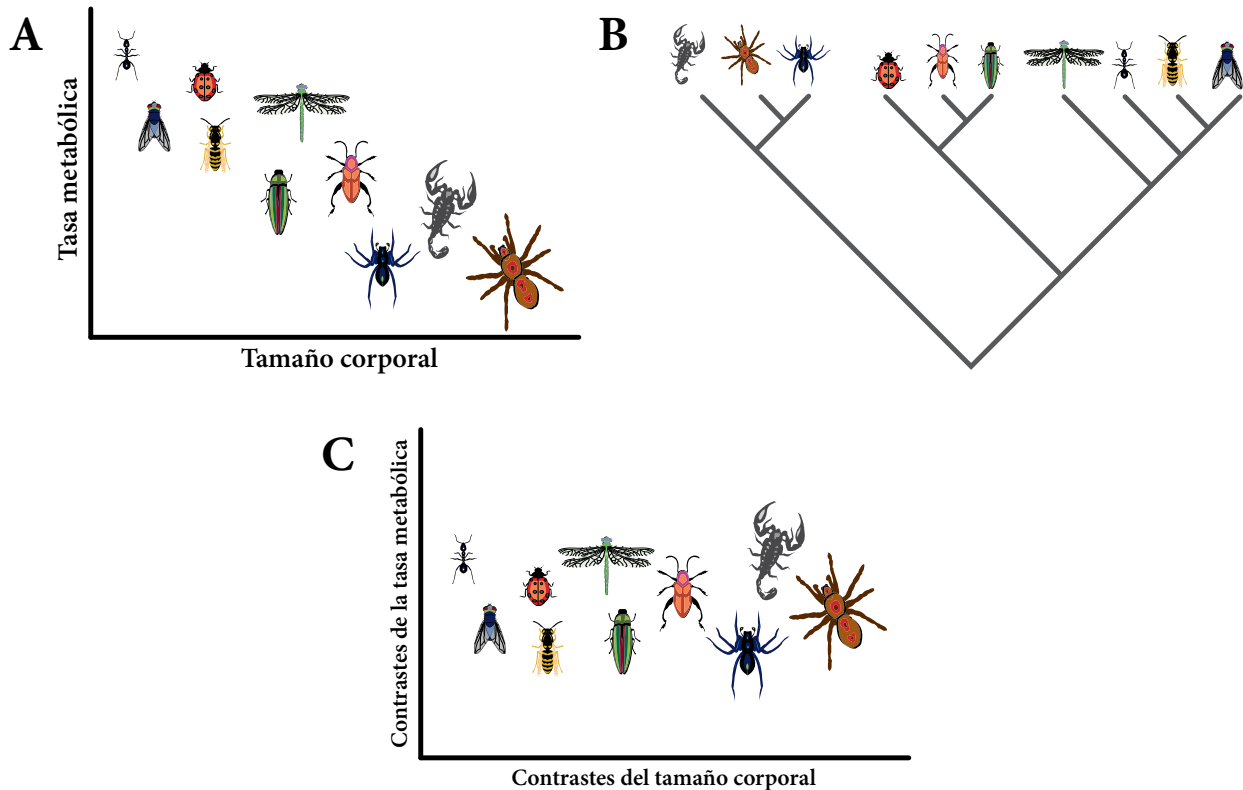 A
Tasa metabólica
Tamaño corporal
B
C
Contrastes de la tasa metabólica
Contrastes del tamaño corporal